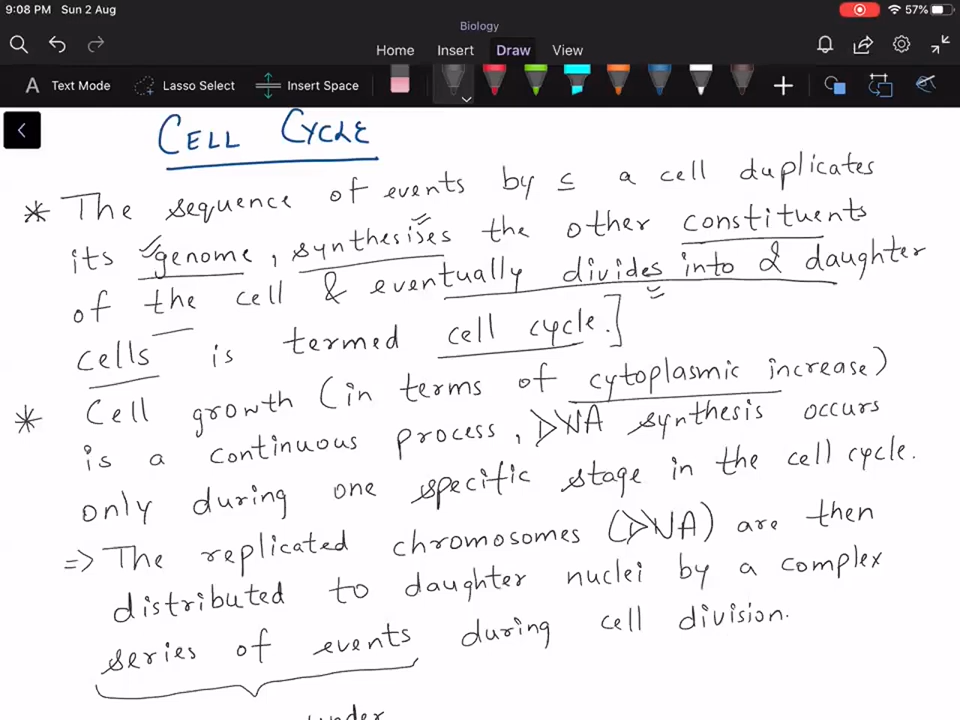 9:08 PM Sun 2 Aug
57%
Biology
Home Insert Draw View
Text Mode Lasso Select Insert Space
CELL CYCLE
* The sequence of events by c̲ a cell duplicates
its genome, synthesises the other constituents
of the cell & eventually divides into 2 daughter
cells is termed cell cycle.]
* Cell growth (in terms of cytoplasmic increase)
is a continuous process, DNA synthesis occurs
only during one specific stage in the cell cycle.
=> The replicated chromosomes (DNA) are then
distributed to daughter nuclei by a complex
series of events during cell division.
under